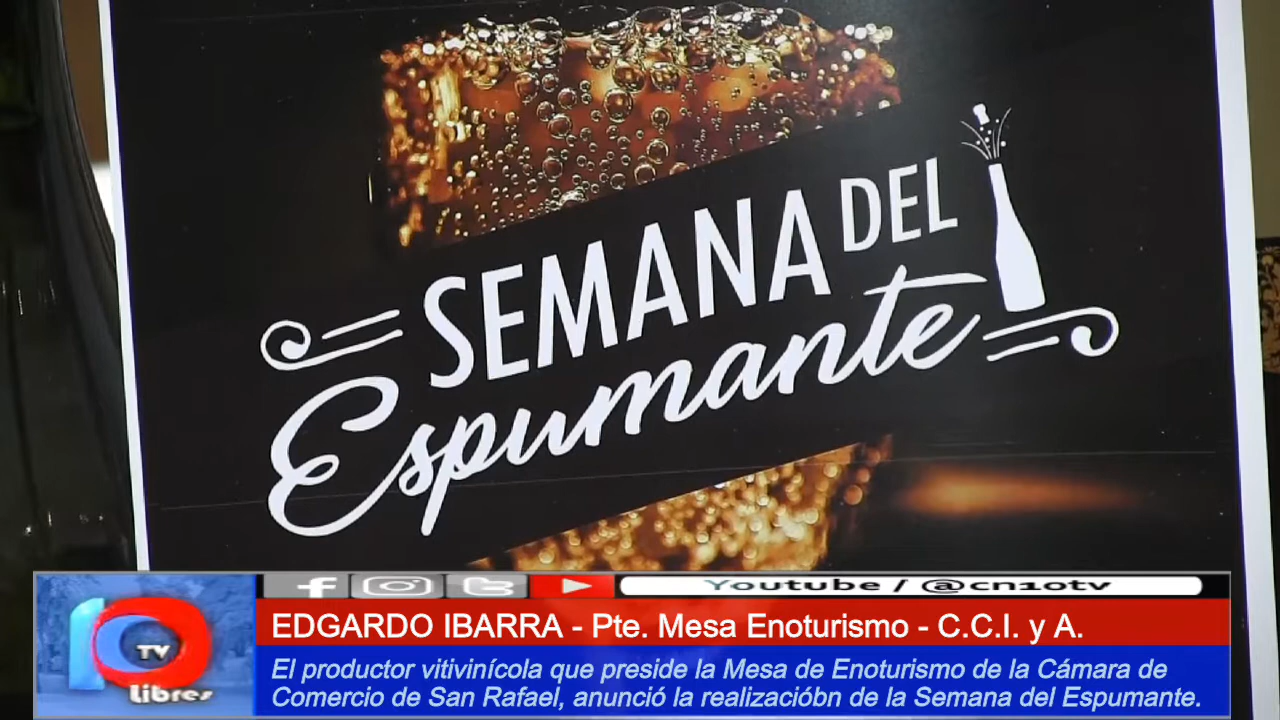 SEMANA DEL
Espumante
Youtube / @cn10tv
EDGARDO IBARRA - Pte. Mesa Enoturismo - C.C.I. y A.
10
TV
libres
El productor vitivinícola que preside la Mesa de Enoturismo de la Cámara de
Comercio de San Rafael, anunció la realizacióbn de la Semana del Espumante.